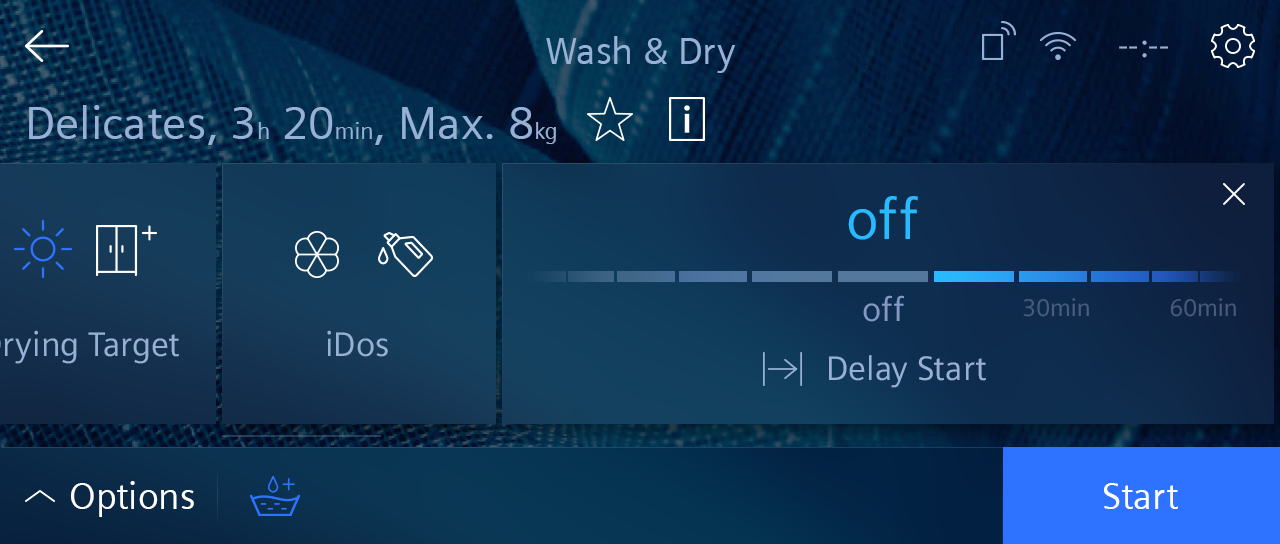 Wash & Dry
--:--
Delicates, 3h 20min, Max. 8kg
off
off 30min 60min
rying Target
iDos
Delay Start
Options
Start